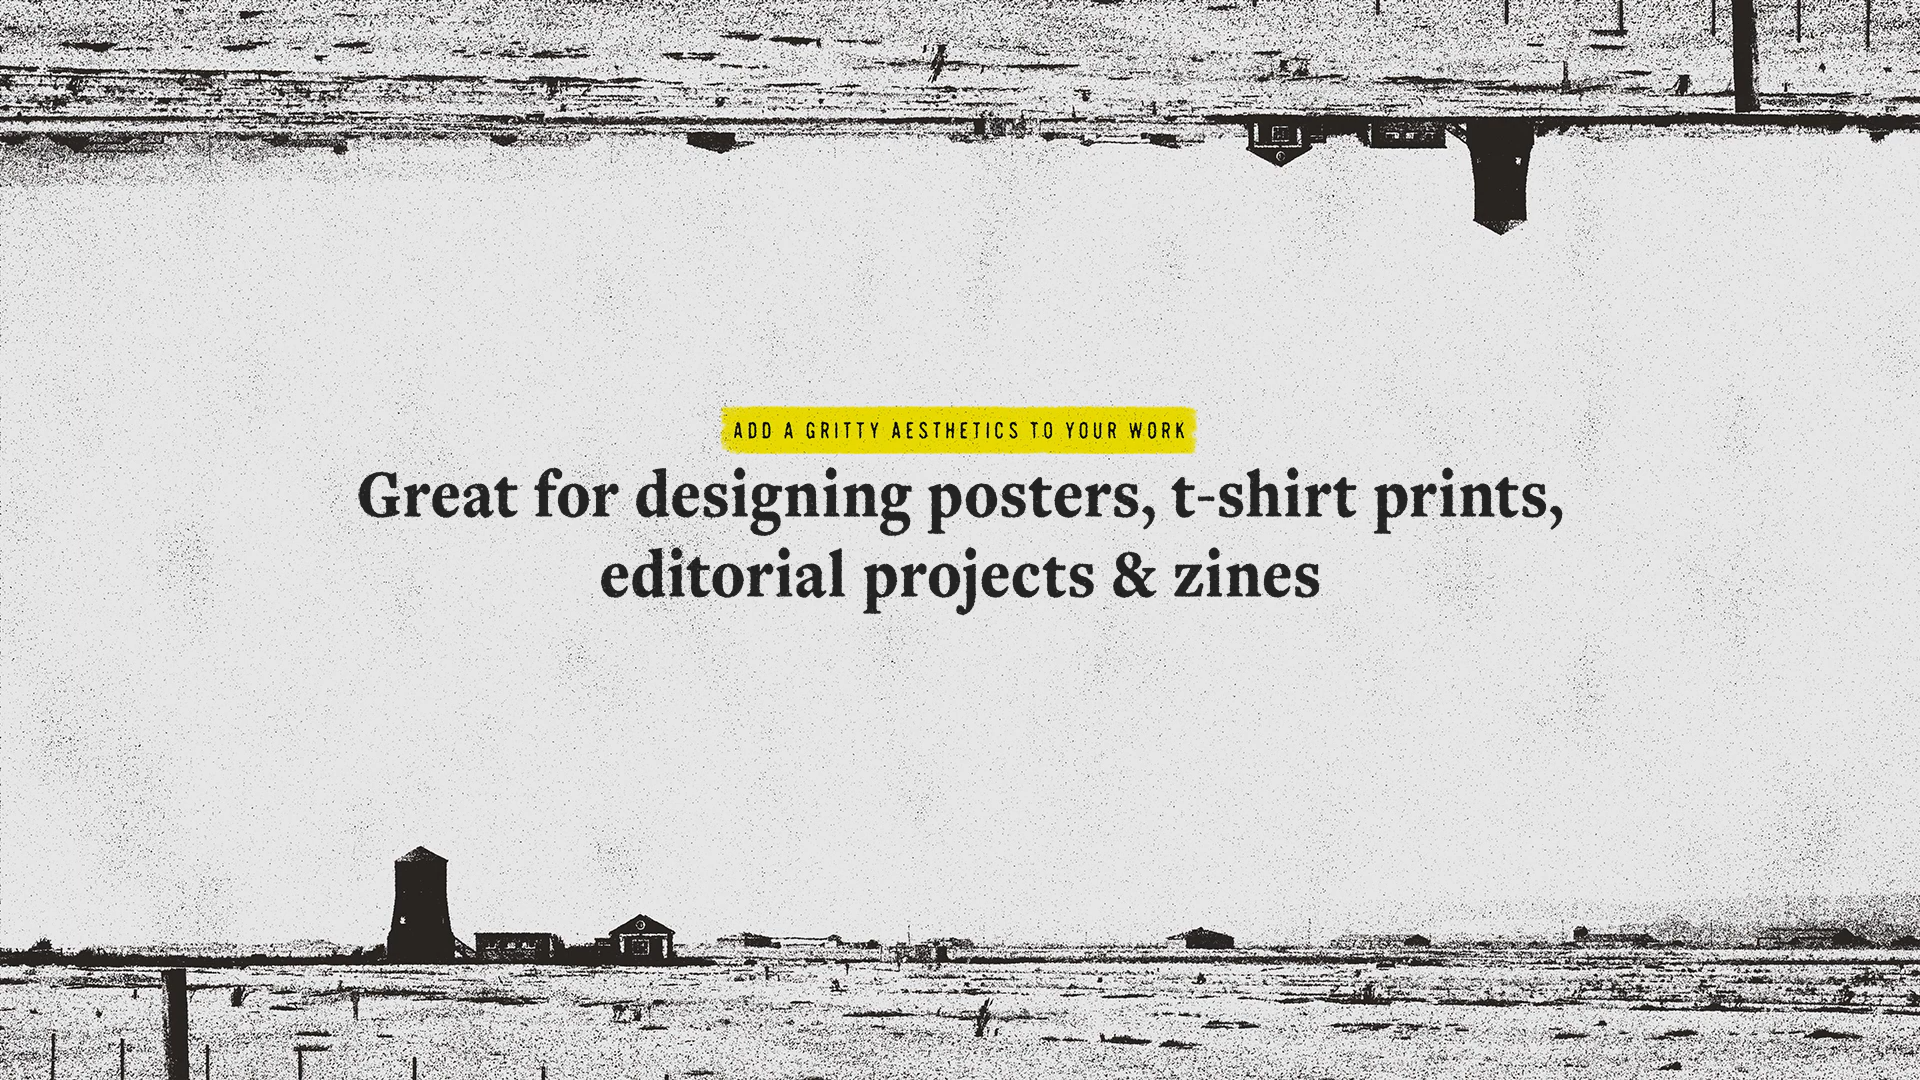 ADD A GRITTY AESTHETICS TO YOUR WORK
Great for designing posters, t-shirt prints,
editorial projects & zines